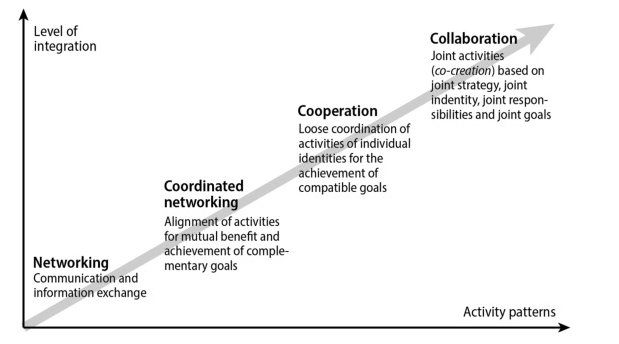 Level of
integration
Collaboration
Joint activities
(co-creation) based on
joint strategy, joint
indentity, joint respon-
sibilities and joint goals
Cooperation
Loose coordination of
activities of individual
identities for the
achievement of
compatible goals
Coordinated
networking
Alignment of activities
for mutual benefit and
achievement of comple-
mentary goals
Networking
Communication and
information exchange
Activity patterns